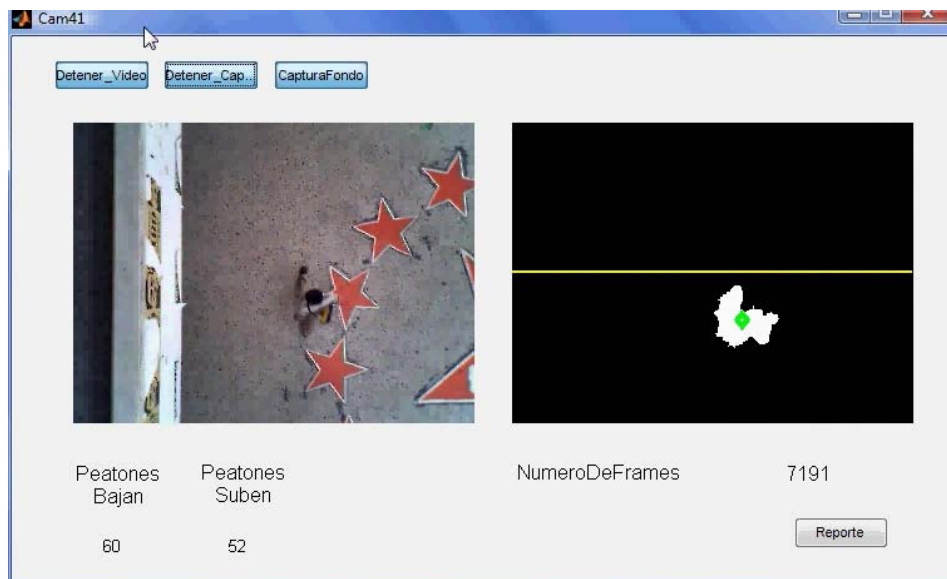 Cam41
Detener_Video Detener_Cap... CapturaFondo
Peatones Bajan
Peatones Suben
NumeroDeFrames 7191
60 52
Reporte